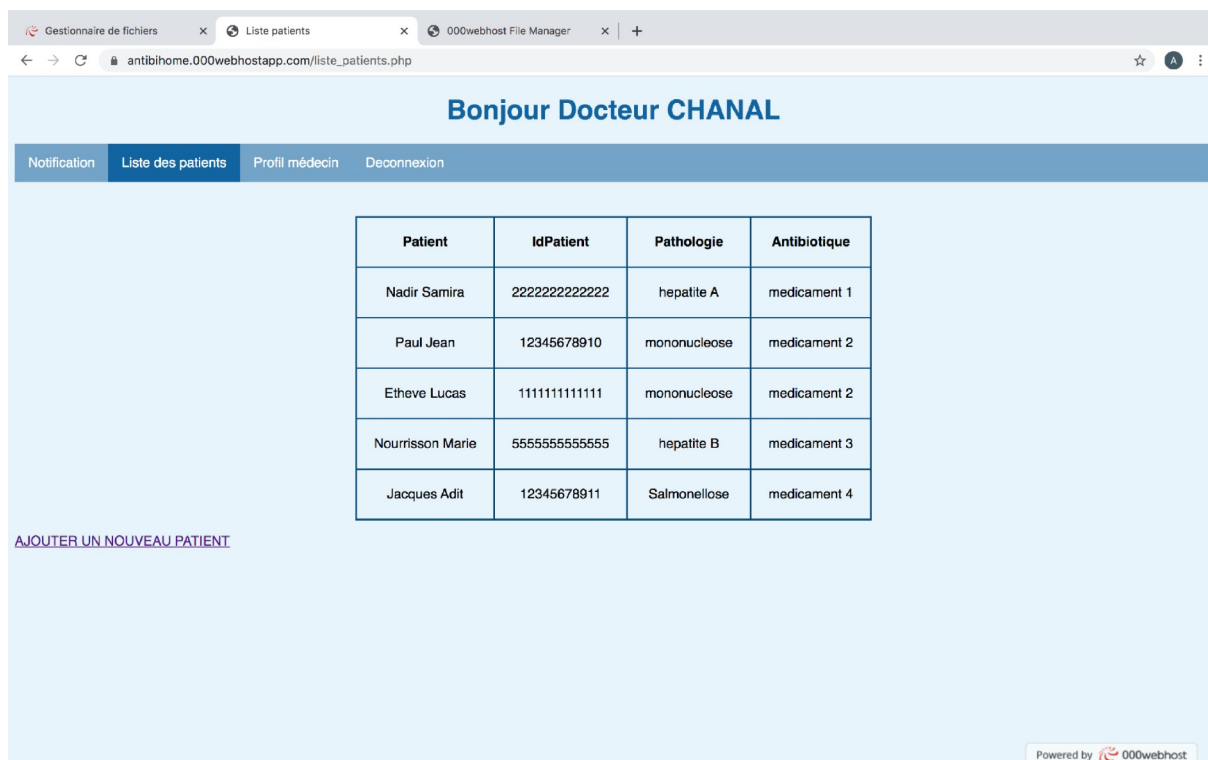 Gestionnaire de fichiers Liste patients 000webhost File Manager
antibihome.000webhostapp.com/liste_patients.php A
Bonjour Docteur CHANAL
Notification Liste des patients Profil médecin Deconnexion
Patient IdPatient Pathologie Antibiotique
Nadir Samira 2222222222222 hepatite A medicament 1
Paul Jean 12345678910 mononucleose medicament 2
Etheve Lucas 1111111111111 mononucleose medicament 2
Nourrisson Marie 5555555555555 hepatite B medicament 3
Jacques Adit 12345678911 Salmonellose medicament 4
AJOUTER UN NOUVEAU PATIENT
Powered by 000webhost